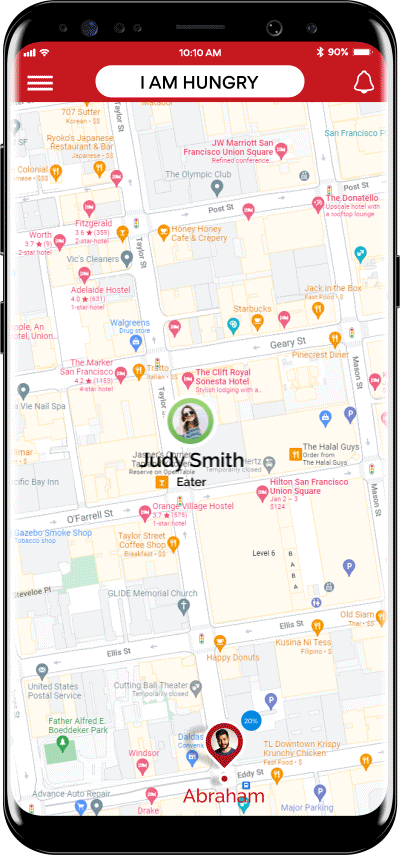 10:10 AM
90%
I AM HUNGRY
707 Sutter
Korean · $$
San Francisco
SF
Ryoko's Japanese
Restaurant & Bar
Japanese · $$
JW Marriott San
Francisco Union Square
Refined conference...
Taylor St
Colonial
The Olympic Club
Post St
Post St
The Donatello
Upscale hotel with
a rooftop lounge
Fitzgerald
3.6 ★ (359)
2-star hotel
Worth
3.7 ★ (9)
2-star hotel
Honey Honey
Cafe & Crepery
Taylor St
Vic's Cleaners
Adelaide Hostel
4.0 ★ (631)
1-star hotel
Jack in the Box
Fast Food · $
Starbucks
Walgreens
Drug store
Geary St
Pinecrest Diner
Mason St
The Marker
San Francisco
4.2 ★ (1153)
4-star hotel
Tratto
Italian · $$
The Clift Royal
Sonesta Hotel
Stylish lodging with a...
Vie Nail Spa
Judy Smith
Eater
Jasper's Corner
Reserve on OpenTable
Hertz
Temporarily closed
The Halal Guys
Order from
The Halal Guys
cific Bay Inn
Hilton San Francisco
Union Square
Jan 2 – 3
$124
Mason St
Orange Village Hostel
3.7 ★ (575)
1-star hotel
O'Farrell St
Gazebo Smoke Shop
Tobacco shop
Taylor Street
Coffee Shop
Breakfast · $$
Level 6
B
A
B
A
Steveloe Pl
GLIDE Memorial Church
Old Siam
Thai · $$
Ellis St
Kusina Ni Tess
Filipino · $
Ellis St
Happy Donuts
United States
Postal Service
Cutting Ball Theater
Temporarily closed
Father Alfred E.
Boeddeker Park
20%
Daldas
Windsor
TL Downtown Krispy
Krunchy Chicken
Fast Food · $
Eddy St
Abraham
Advance Auto Repair
Drake
Major Parking